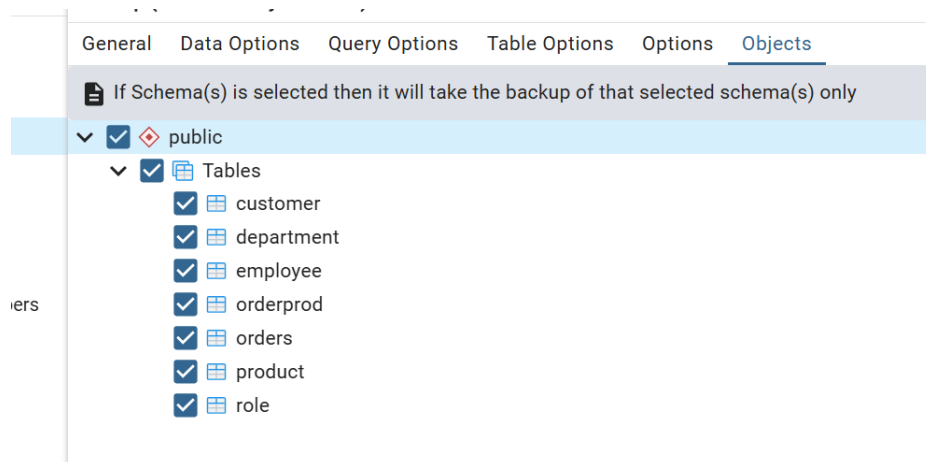 General Data Options Query Options Table Options Options Objects
If Schema(s) is selected then it will take the backup of that selected schema(s) only
public
Tables
customer
department
employee
orderprod
orders
product
role